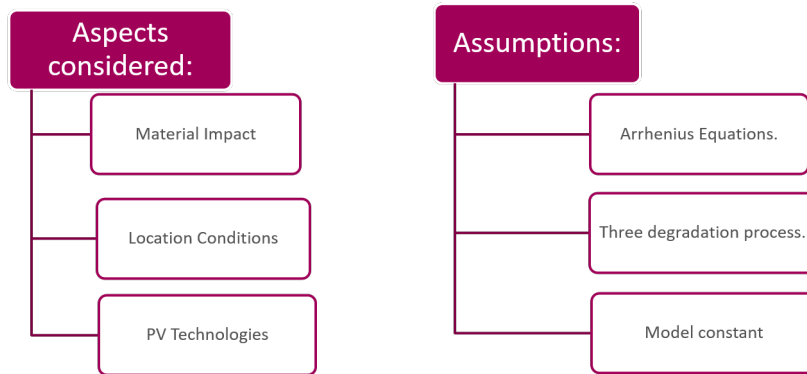 Aspects
considered:
Material Impact
Location Conditions
PV Technologies
Assumptions:
Arrhenius Equations.
Three degradation process.
Model constant